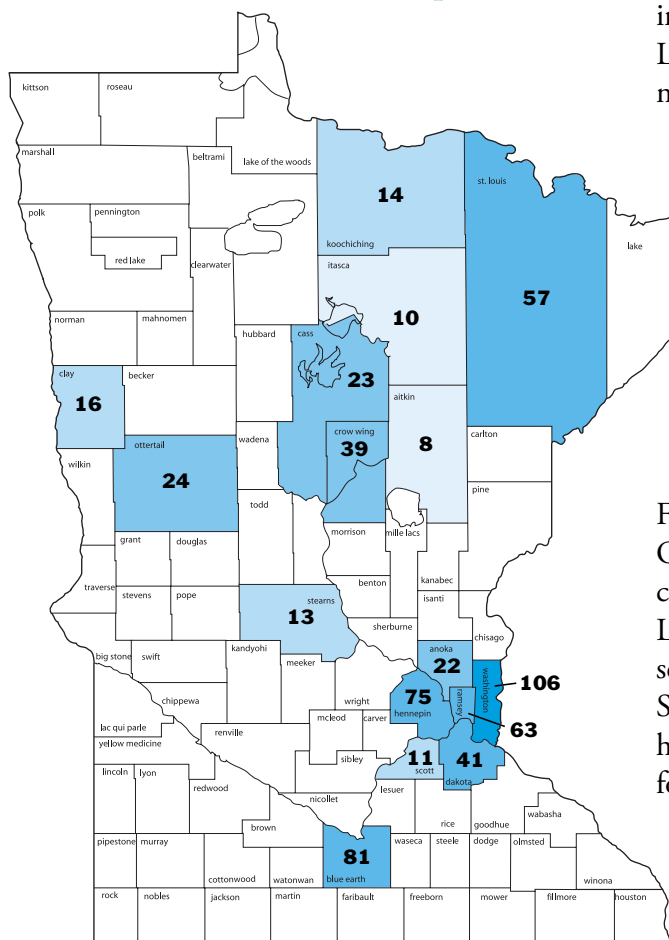 in
L
n
kittson
roseau
marshall
beltrami
lake of the woods
st. louis
14
polk
pennington
koochiching
lake
red lake
clearwater
itasca
57
norman
mahnomen
10
hubbard
cass
clay
becker
23
16
aitkin
ottertail
wadena
crow wing
39
8
carlton
wilkin
24
pine
todd
F
grant
douglas
morrison
mille lacs
G
c
traverse
stevens
pope
benton
kanabec
isanti
L
stearns
13
sherburne
chisago
se
big stone
swift
kandyohi
meeker
anoka
22
washington
106
S
chippewa
wright
75
hennepin
ramsey
63
h
lac qui parle
renville
mcleod
carver
fo
yellow medicine
sibley
11
scott
41
dakota
lincoln
lyon
redwood
nicollet
lesuer
brown
rice
goodhue
wabasha
pipestone
murray
81
waseca
steele
dodge
olmsted
cottonwood
watonwan
blue earth
winona
rock
nobles
jackson
martin
faribault
freeborn
mower
fillmore
houston